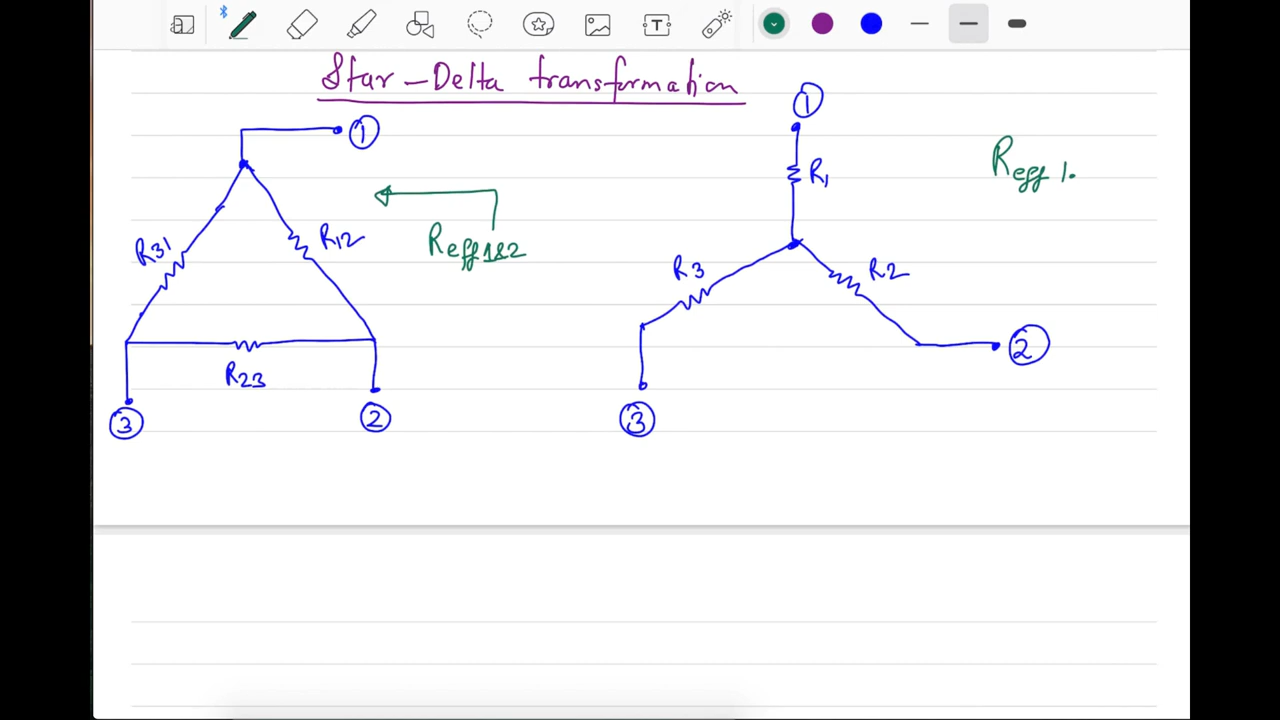 Star-Delta transformation
①
R31
R12
R23
③
②
Reff1&2
①
R1
R3
R2
②
③
Reff 1.
T